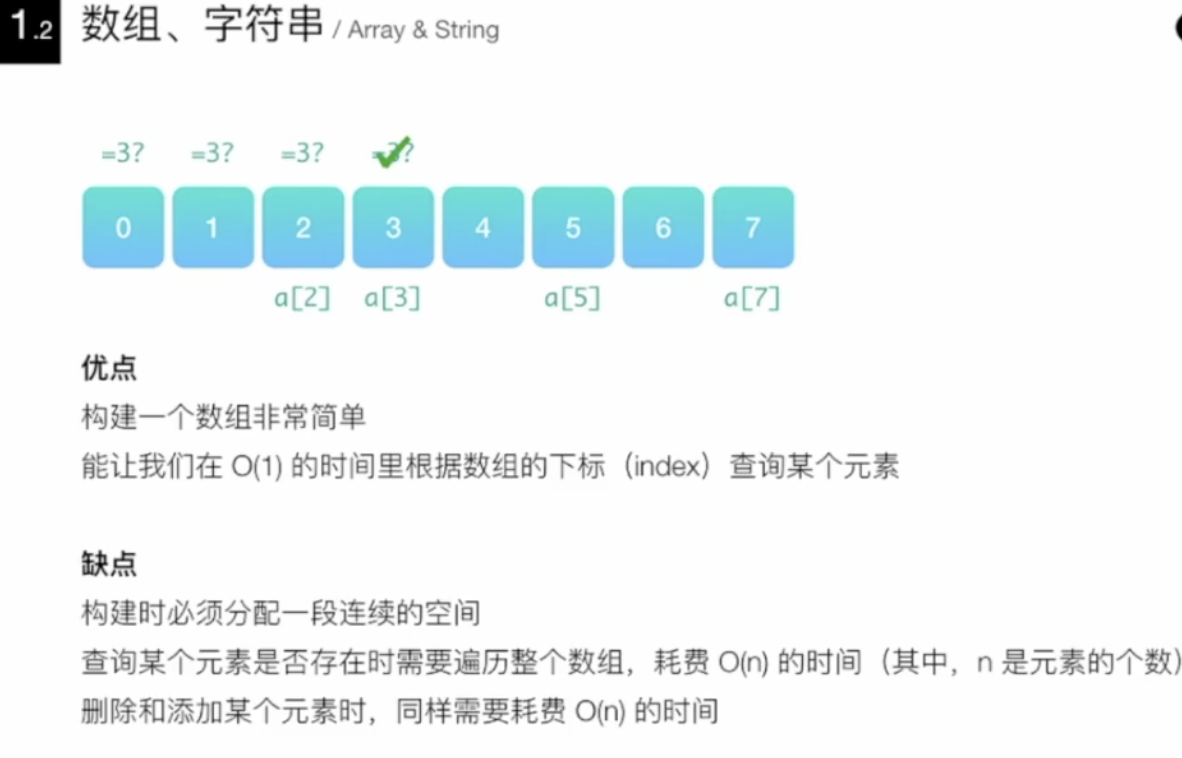 1.2 数组、字符串 / Array & String
=3? =3? =3? =3?
0 1 2 3 4 5 6 7
a[2] a[3] a[5] a[7]
优点
构建一个数组非常简单
能让我们在 O(1) 的时间里根据数组的下标（index）查询某个元素
缺点
构建时必须分配一段连续的空间
查询某个元素是否存在时需要遍历整个数组，耗费 O(n) 的时间（其中，n 是元素的个数）
删除和添加某个元素时，同样需要耗费 O(n) 的时间